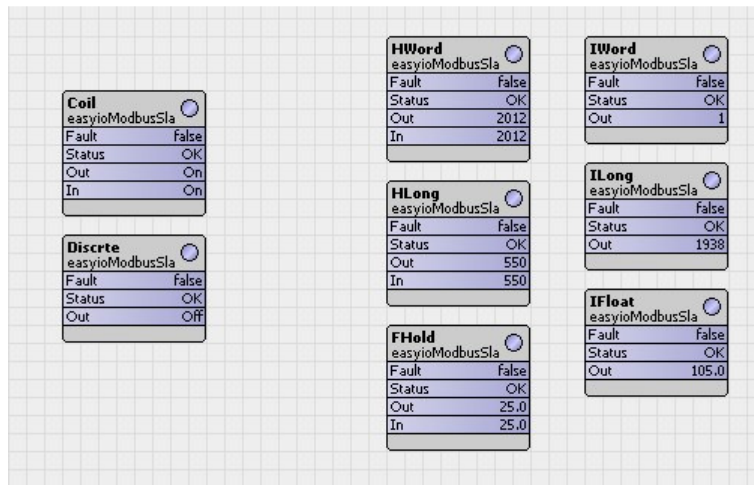 Coil
easyioModbusSla
Fault false
Status OK
Out On
In On
Discrte
easyioModbusSla
Fault false
Status OK
Out Off
HWord
easyioModbusSla
Fault false
Status OK
Out 2012
In 2012
HLong
easyioModbusSla
Fault false
Status OK
Out 550
In 550
FHold
easyioModbusSla
Fault false
Status OK
Out 25.0
In 25.0
IWord
easyioModbusSla
Fault false
Status OK
Out 1
ILong
easyioModbusSla
Fault false
Status OK
Out 1938
IFloat
easyioModbusSla
Fault false
Status OK
Out 105.0